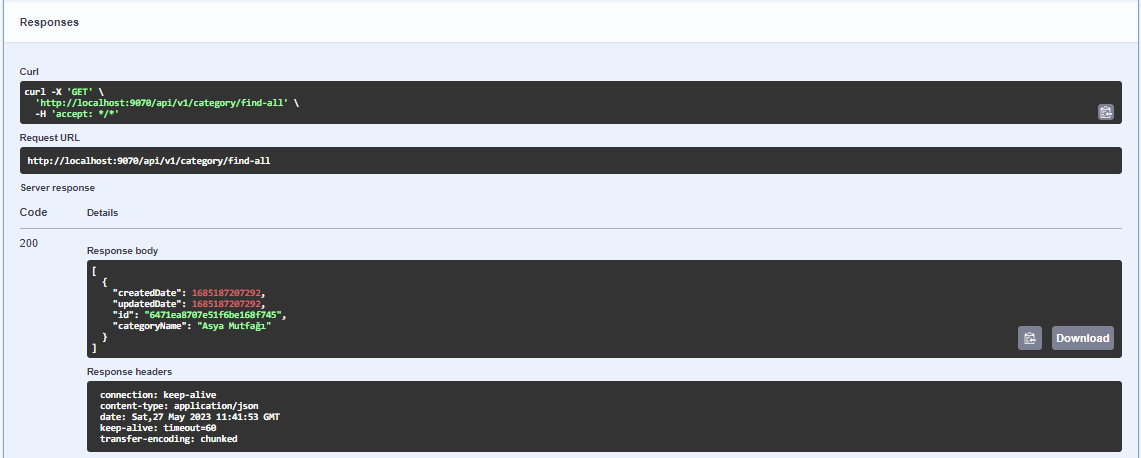 Responses
Curl
curl -X 'GET' \
  'http://localhost:9070/api/v1/category/find-all' \
  -H 'accept: */*'
Request URL
http://localhost:9070/api/v1/category/find-all
Server response
Code Details
200
Response body
[
  {
    "createdDate": 1685187207292,
    "updatedDate": 1685187207292,
    "id": "6471ea8707e51f6be168f745",
    "categoryName": "Asya Mutfağı"
  }
]
Download
Response headers
connection: keep-alive
content-type: application/json
date: Sat,27 May 2023 11:41:53 GMT
keep-alive: timeout=60
transfer-encoding: chunked